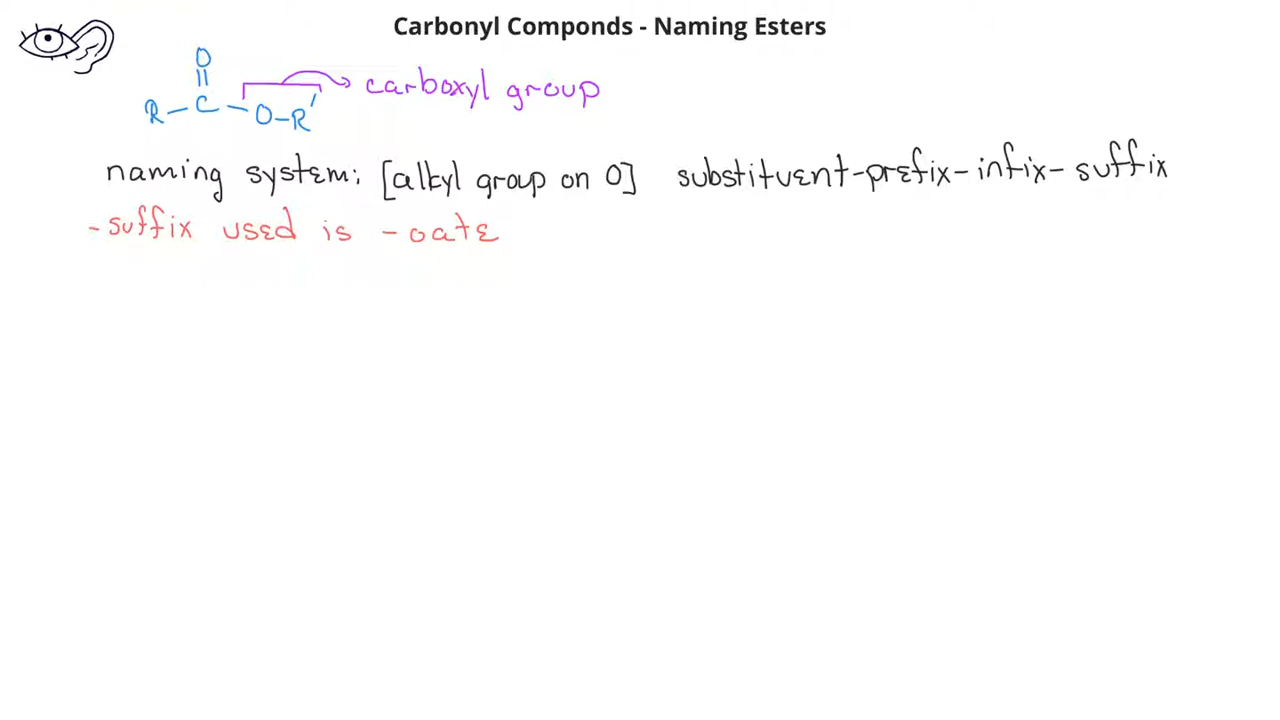 Carbonyl Componds - Naming Esters
O
R-C-O-R'
carboxyl group
naming system: [alkyl group on O] substituent-prefix-infix-suffix
-suffix used is -oate